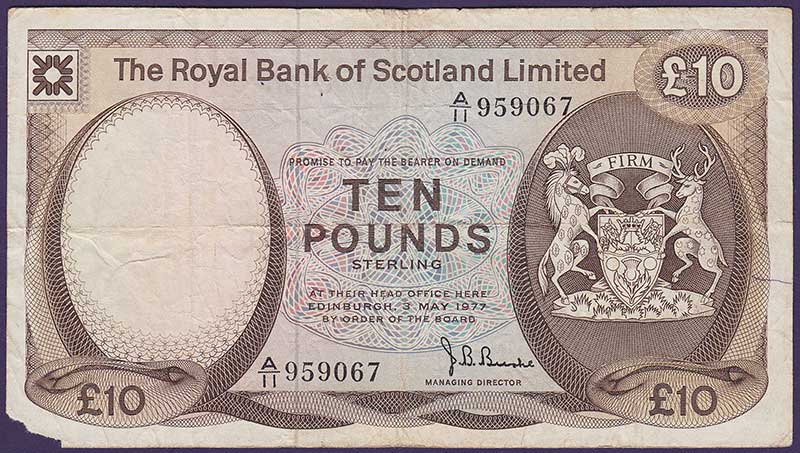 The Royal Bank of Scotland Limited
£10
A/11 959067
FIRM
PROMISE TO PAY THE BEARER ON DEMAND
TEN
POUNDS
STERLING
AT THEIR HEAD OFFICE HERE
EDINBURGH, 3 MAY 1977
BY ORDER OF THE BOARD
A/11 959067
J. B. Burke
MANAGING DIRECTOR
£10
£10